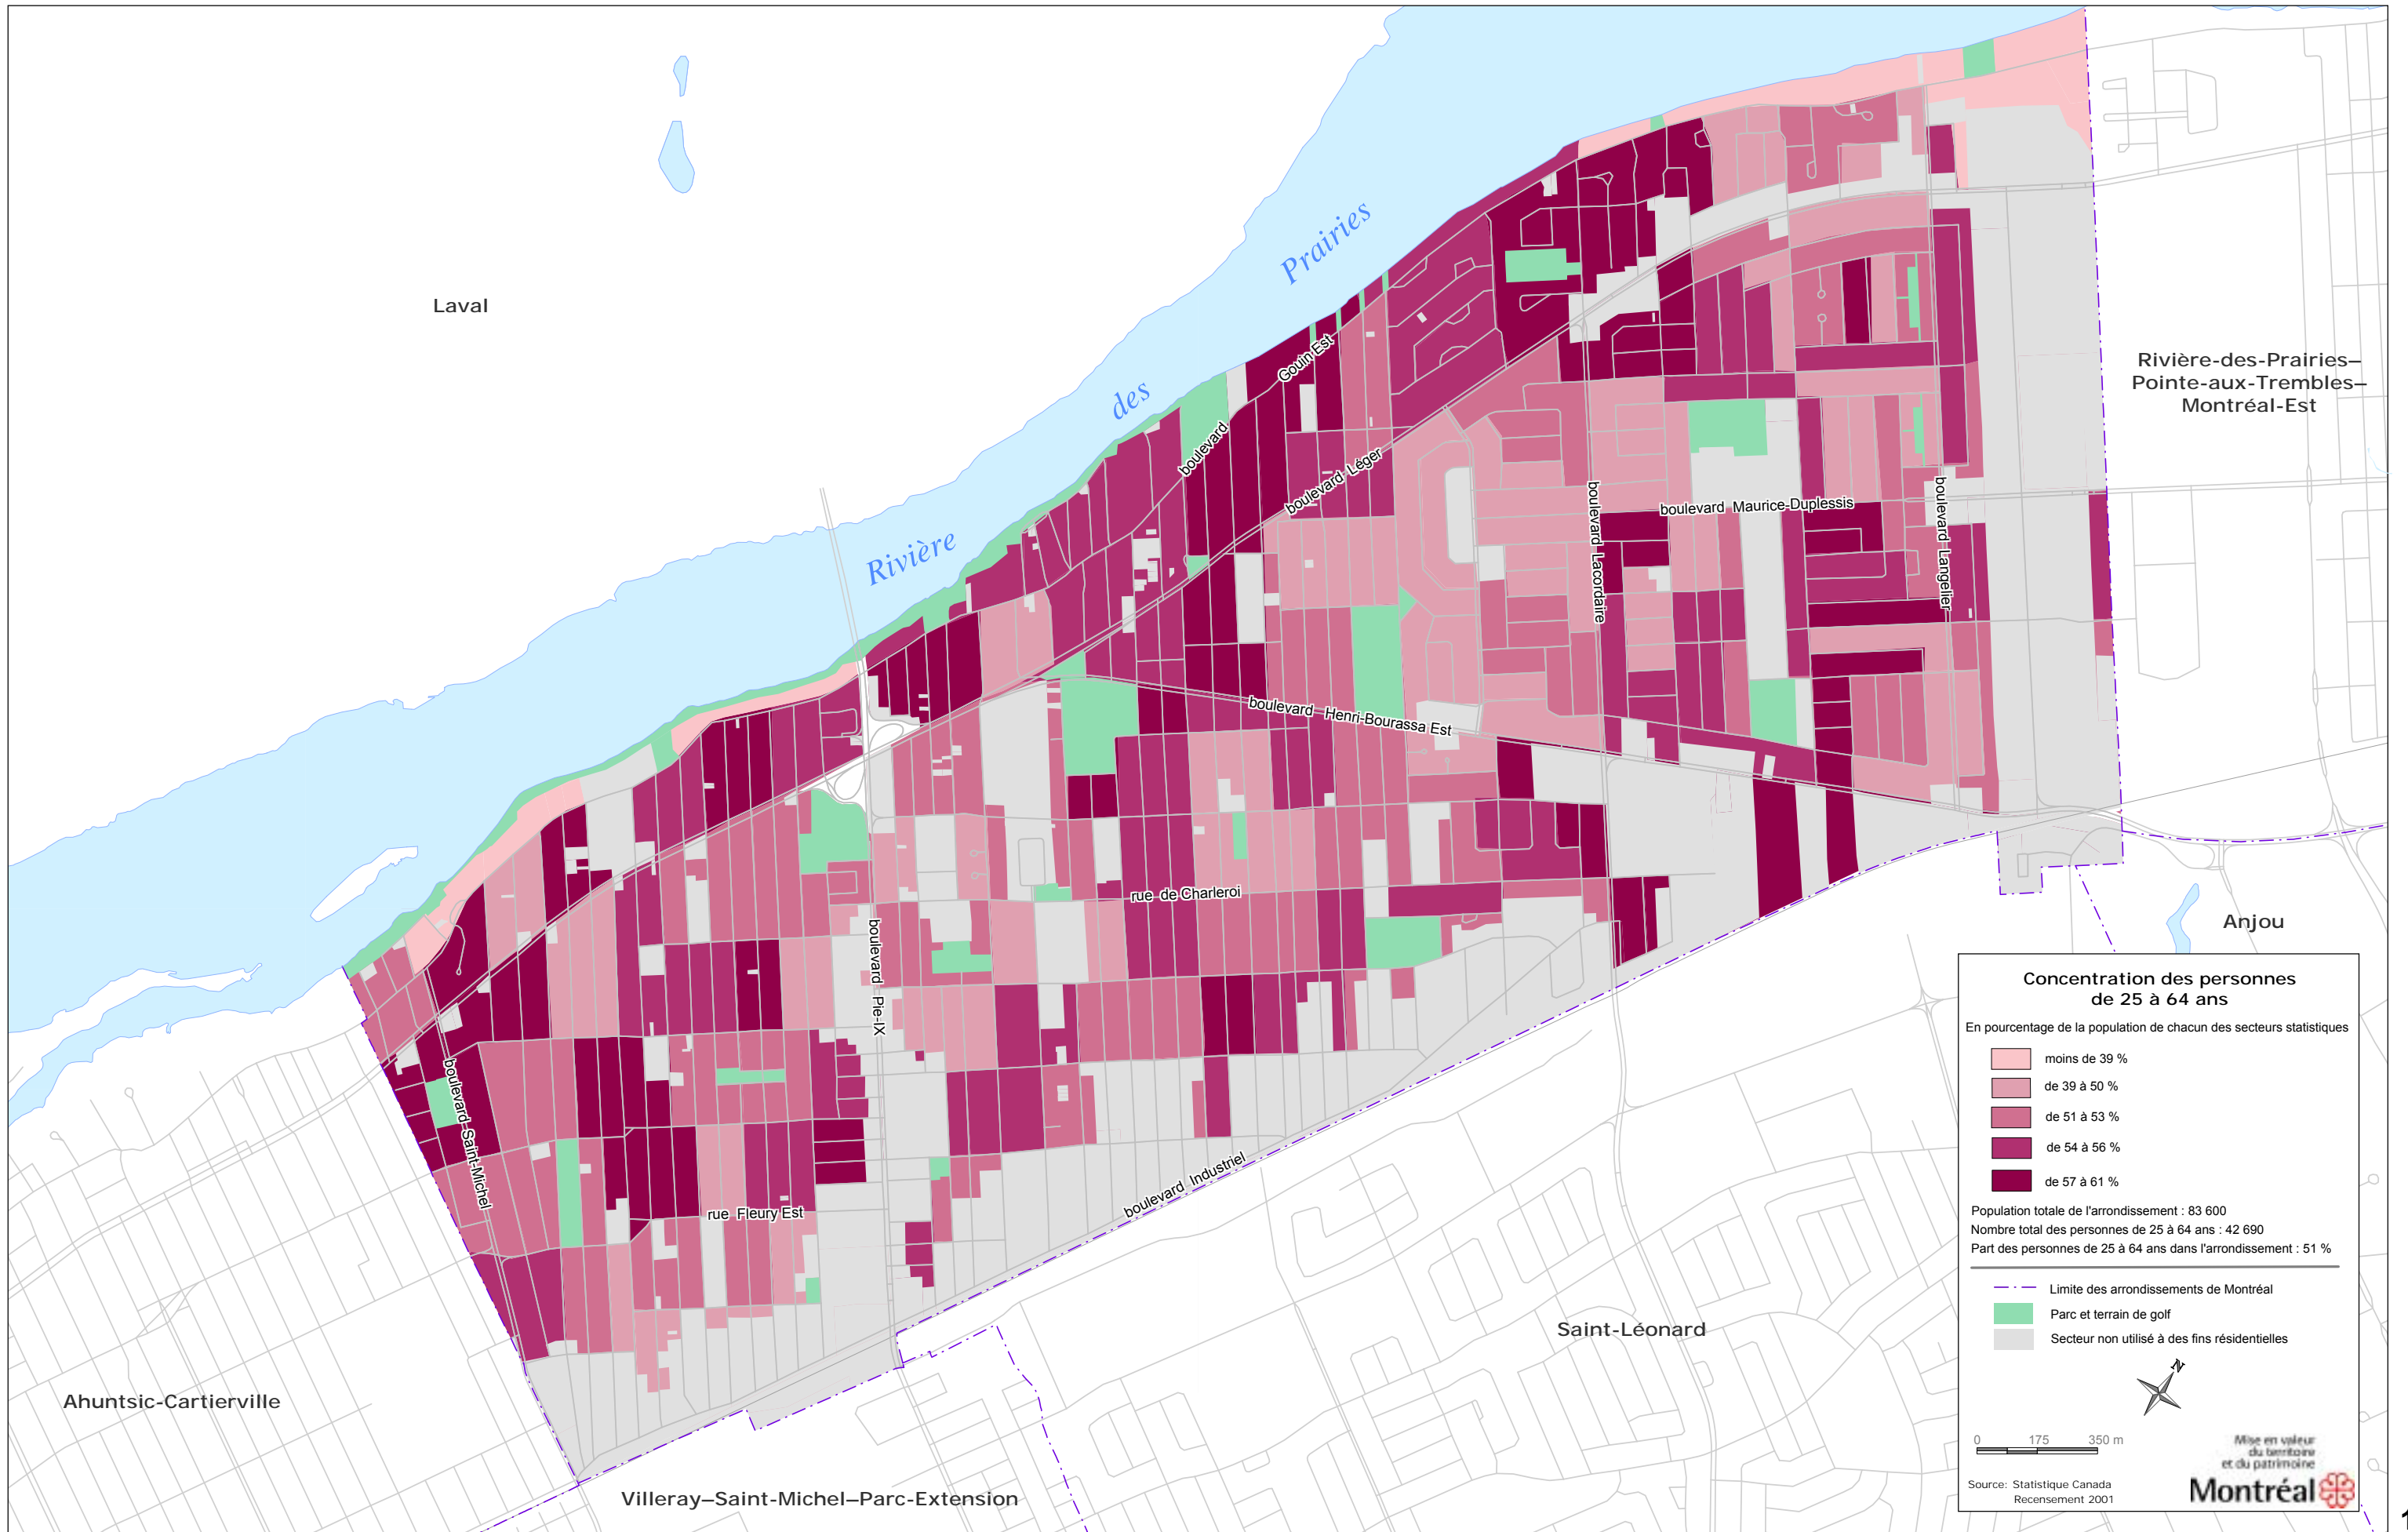 Laval
Rivière
des
Prairies
Rivière-des-Prairies–
Pointe-aux-Trembles–
Montréal-Est
boulevard Gouin Est
boulevard Léger
boulevard Lacordaire
boulevard Maurice-Duplessis
boulevard Langelier
boulevard Henri-Bourassa Est
rue de Charleroi
boulevard Pie-IX
boulevard Saint-Michel
rue Fleury Est
boulevard Industriel
Anjou
Saint-Léonard
Ahuntsic-Cartierville
Villeray–Saint-Michel–Parc-Extension
Concentration des personnes
de 25 à 64 ans
En pourcentage de la population de chacun des secteurs statistiques
moins de 39 %
de 39 à 50 %
de 51 à 53 %
de 54 à 56 %
de 57 à 61 %
Population totale de l'arrondissement : 83 600
Nombre total des personnes de 25 à 64 ans : 42 690
Part des personnes de 25 à 64 ans dans l'arrondissement : 51 %
Limite des arrondissements de Montréal
Parc et terrain de golf
Secteur non utilisé à des fins résidentielles
N
0 175 350 m
Source: Statistique Canada
Recensement 2001
Mise en valeur
du territoire
et du patrimoine
Montréal